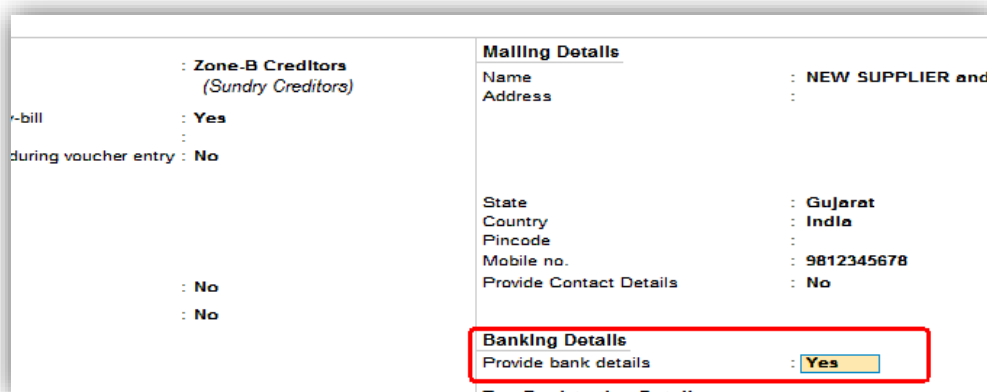 : Zone-B Creditors
(Sundry Creditors)
-bill : Yes
:
during voucher entry : No
: No
: No
Mailing Details
Name : NEW SUPPLIER and
Address :
State : Gujarat
Country : India
Pincode :
Mobile no. : 9812345678
Provide Contact Details : No
Banking Details
Provide bank details : Yes